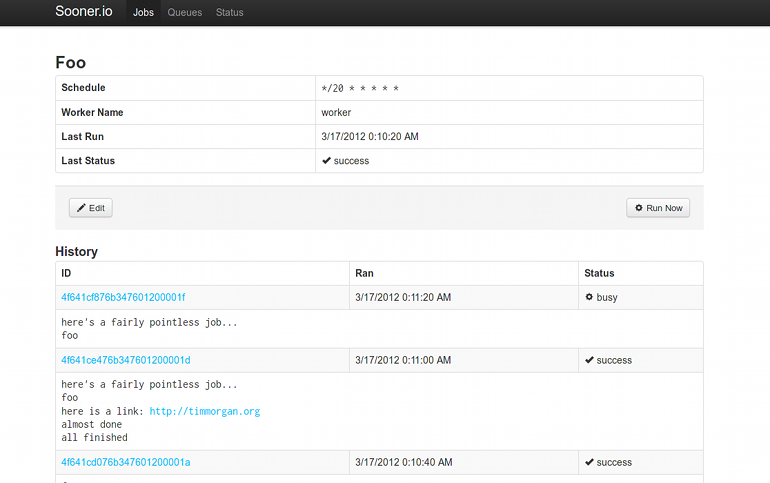 Sooner.io Jobs Queues Status
Foo
Schedule */20 * * * * *
Worker Name worker
Last Run 3/17/2012 0:10:20 AM
Last Status success
Edit Run Now
History
ID Ran Status
4f641cf876b347601200001f 3/17/2012 0:11:20 AM busy
here's a fairly pointless job...
foo
4f641ce476b347601200001d 3/17/2012 0:11:00 AM success
here's a fairly pointless job...
foo
here is a link: http://timmorgan.org
almost done
all finished
4f641cd076b347601200001a 3/17/2012 0:10:40 AM success